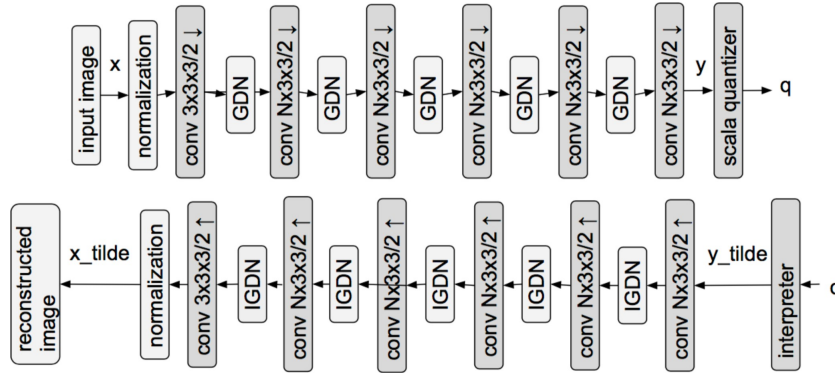 input image
x
normalization
conv 3x3x3/2 ↓
GDN
conv Nx3x3/2 ↓
GDN
conv Nx3x3/2 ↓
GDN
conv Nx3x3/2 ↓
GDN
conv Nx3x3/2 ↓
GDN
conv Nx3x3/2 ↓
y
scala quantizer
q
reconstructed
image
x_tilde
normalization
conv 3x3x3/2 ↑
IGDN
conv Nx3x3/2 ↑
IGDN
conv Nx3x3/2 ↑
IGDN
conv Nx3x3/2 ↑
IGDN
conv Nx3x3/2 ↑
IGDN
conv Nx3x3/2 ↑
y_tilde
interpreter